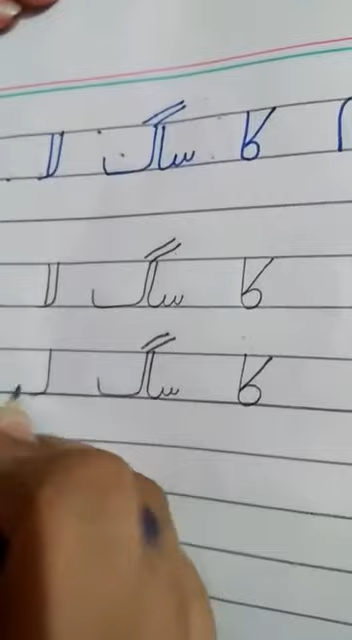 کا ساگ لا
کا ساگ لا
کا ساگ